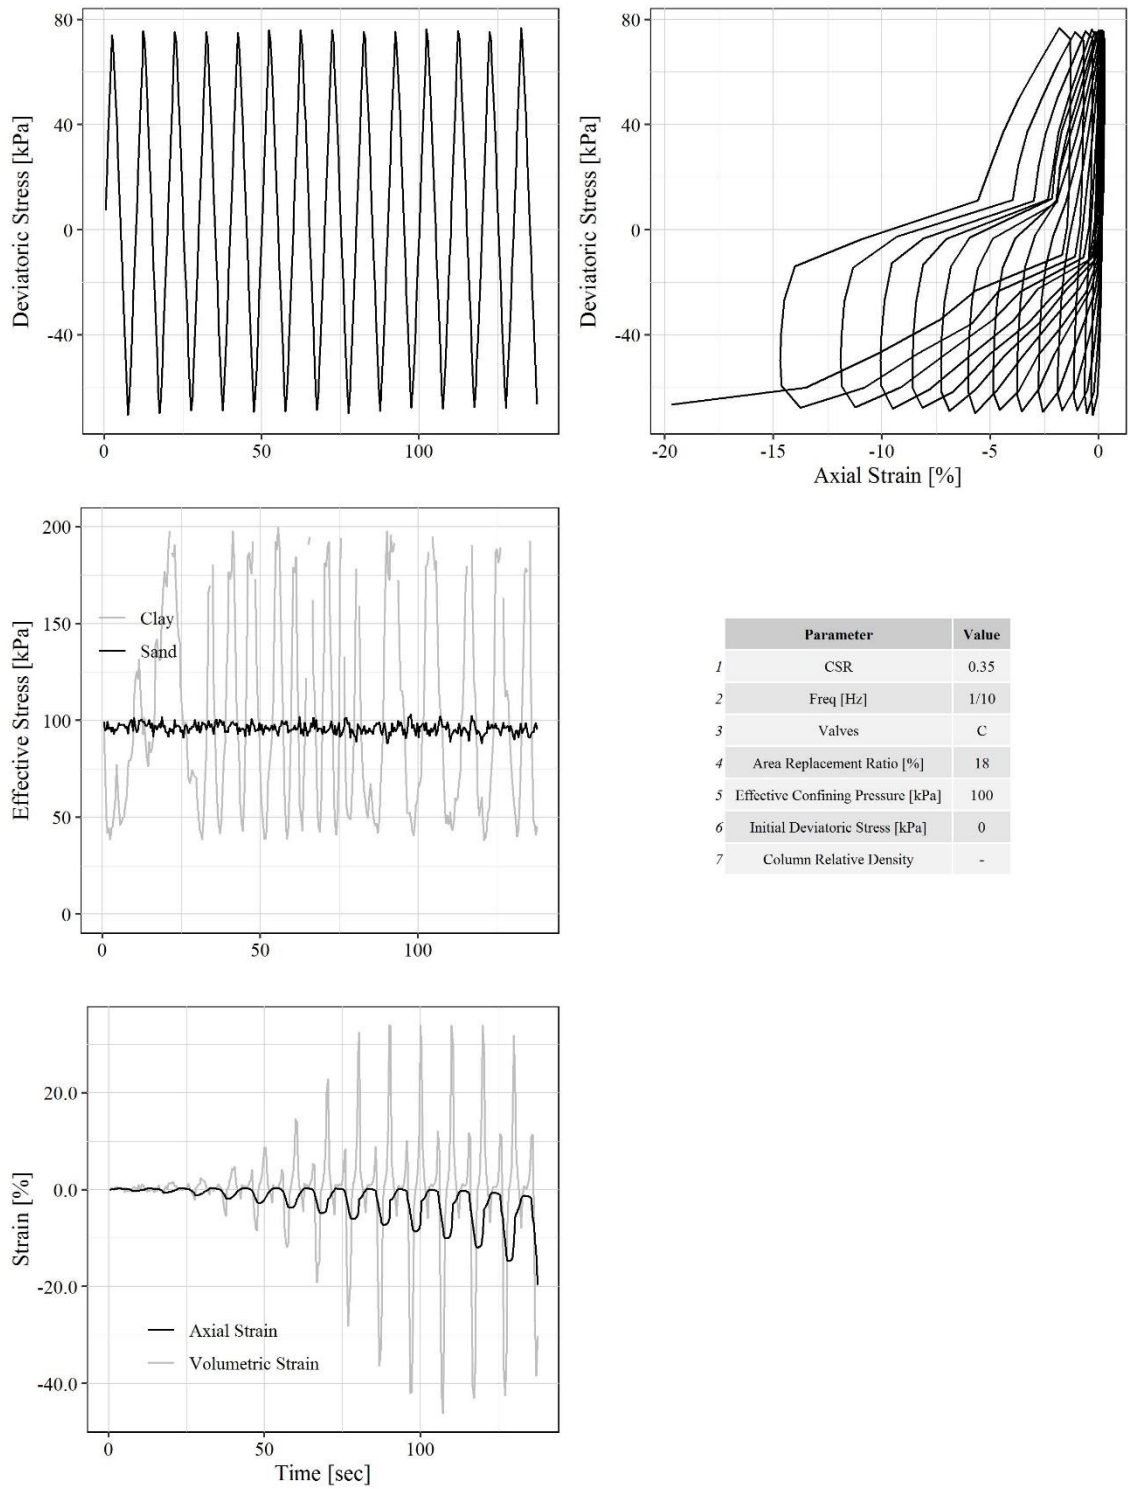 80
40
0
-40
Deviatoric Stress [kPa]
0 50 100
80
40
0
-40
Deviatoric Stress [kPa]
-20 -15 -10 -5 0
Axial Strain [%]
200
150
100
50
0
Effective Stress [kPa]
Clay
Sand
0 50 100
Parameter Value
1 CSR 0.35
2 Freq [Hz] 1/10
3 Valves C
4 Area Replacement Ratio [%] 18
5 Effective Confining Pressure [kPa] 100
6 Initial Deviatoric Stress [kPa] 0
7 Column Relative Density -
20.0
0.0
-20.0
-40.0
Strain [%]
Axial Strain
Volumetric Strain
0 50 100
Time [sec]